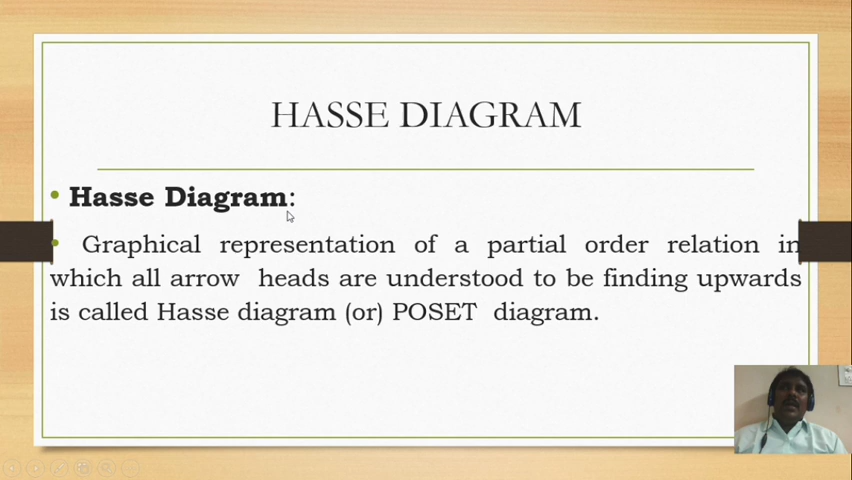 HASSE DIAGRAM
• Hasse Diagram:
• Graphical representation of a partial order relation in
which all arrow heads are understood to be finding upwards
is called Hasse diagram (or) POSET diagram.